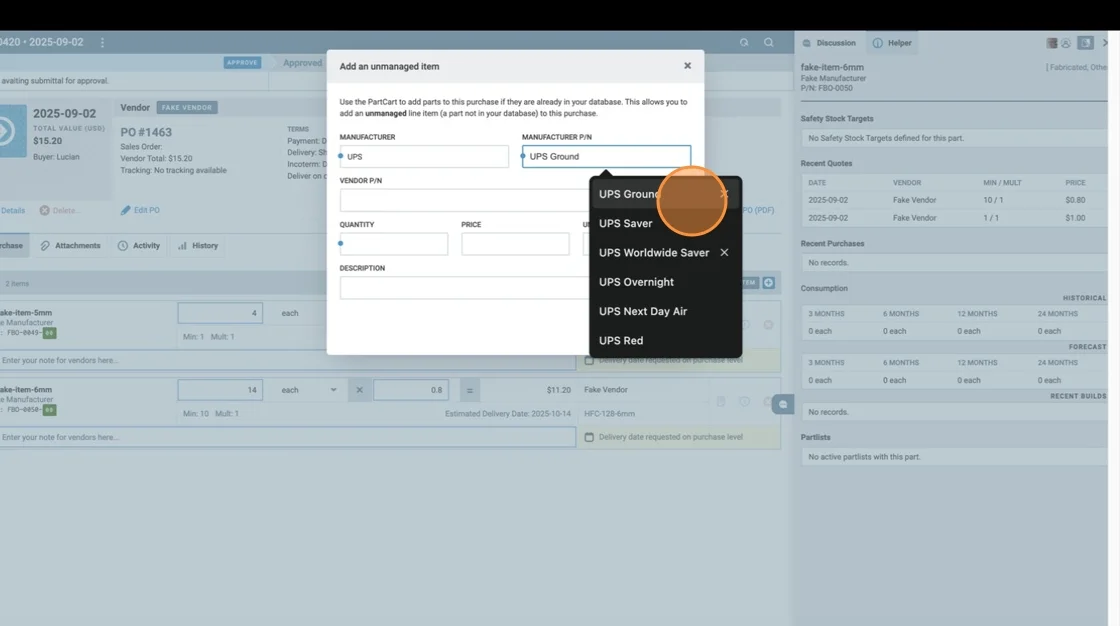 0420 • 2025-09-02
Discussion
Helper
APPROVE
Approved
avaiting submittal for approval.
2025-09-02
TOTAL VALUE (USD)
$15.20
Buyer: Lucian
Vendor FAKE VENDOR
PO #1463
Sales Order:
Vendor Total: $15.20
Tracking: No tracking available
TERMS
Payment: D
Delivery: Sh
Incoterm: D
Deliver on c
Details
Delete...
Edit PO
PO (PDF)
rchase
Attachments
Activity
History
2 items
TEM
ake-item-5mm
e Manufacturer
: FBO-0049-
4
each
Min: 1 Mult: 1
Enter your note for vendors here...
Delivery date requested on purchase level
ake-item-6mm
e Manufacturer
: FBO-0050-
14
each
0.8
=
$11.20
Fake Vendor
Min: 10 Mult: 1
Estimated Delivery Date: 2025-10-14
HFC-128-6mm
Enter your note for vendors here...
Delivery date requested on purchase level
Add an unmanaged item
Use the PartCart to add parts to this purchase if they are already in your database. This allows you to
add an unmanaged line item (a part not in your database) to this purchase.
MANUFACTURER
UPS
MANUFACTURER P/N
UPS Ground
VENDOR P/N
QUANTITY
PRICE
DESCRIPTION
UPS Ground
UPS Saver
UPS Worldwide Saver
UPS Overnight
UPS Next Day Air
UPS Red
fake-item-6mm
[ Fabricated, Othe
Fake Manufacturer
P/N: FBO-0050
Safety Stock Targets
No Safety Stock Targets defined for this part.
Recent Quotes
DATE VENDOR MIN / MULT PRICE
2025-09-02 Fake Vendor 10 / 1 $0.80
2025-09-02 Fake Vendor 1 / 1 $1.00
Recent Purchases
No records.
Consumption
HISTORICAL
3 MONTHS 6 MONTHS 12 MONTHS 24 MONTHS
0 each 0 each 0 each 0 each
FORECAST
3 MONTHS 6 MONTHS 12 MONTHS 24 MONTHS
0 each 0 each 0 each 0 each
RECENT BUILDS
No records.
Partlists
No active partlists with this part.